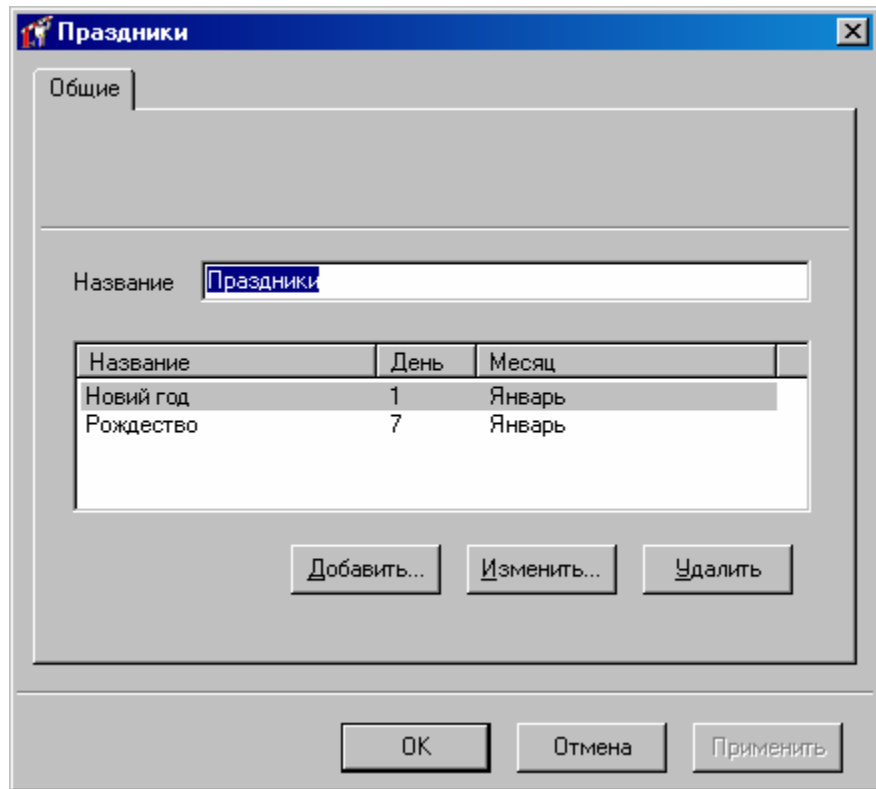 Праздники
Общие
Название Праздники
Название День Месяц
Новий год 1 Январь
Рождество 7 Январь
Добавить... Изменить... Удалить
OK Отмена Применить